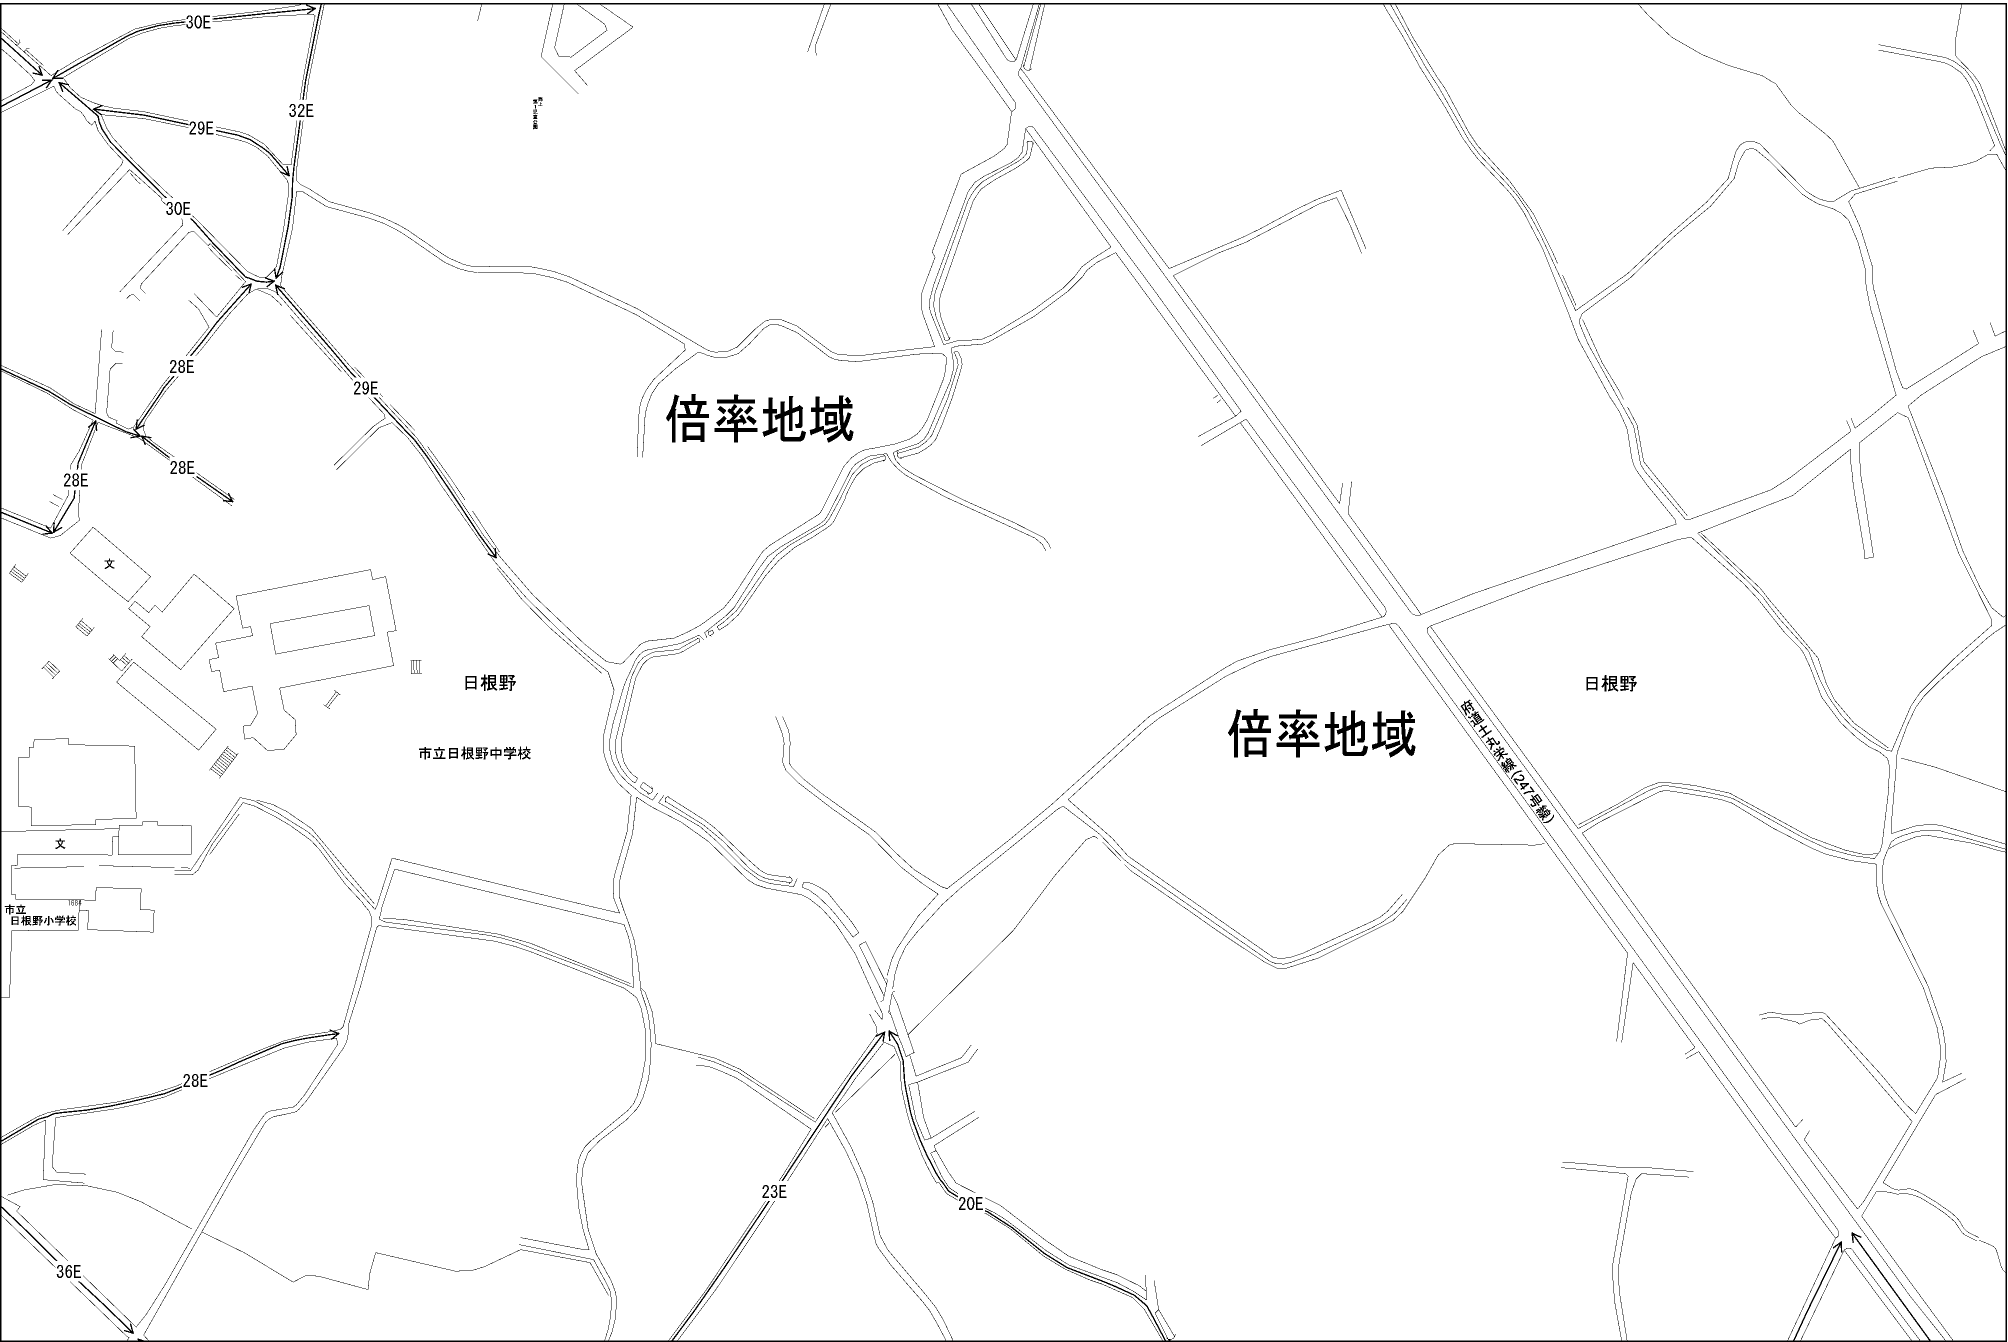 30E
32E
29E
30E
28E
29E
倍率地域
28E
28E
文
日根野
日根野
倍率地域
府道土丸栄線(247号線)
市立日根野中学校
文
1684
市立
日根野小学校
28E
23E
20E
36E